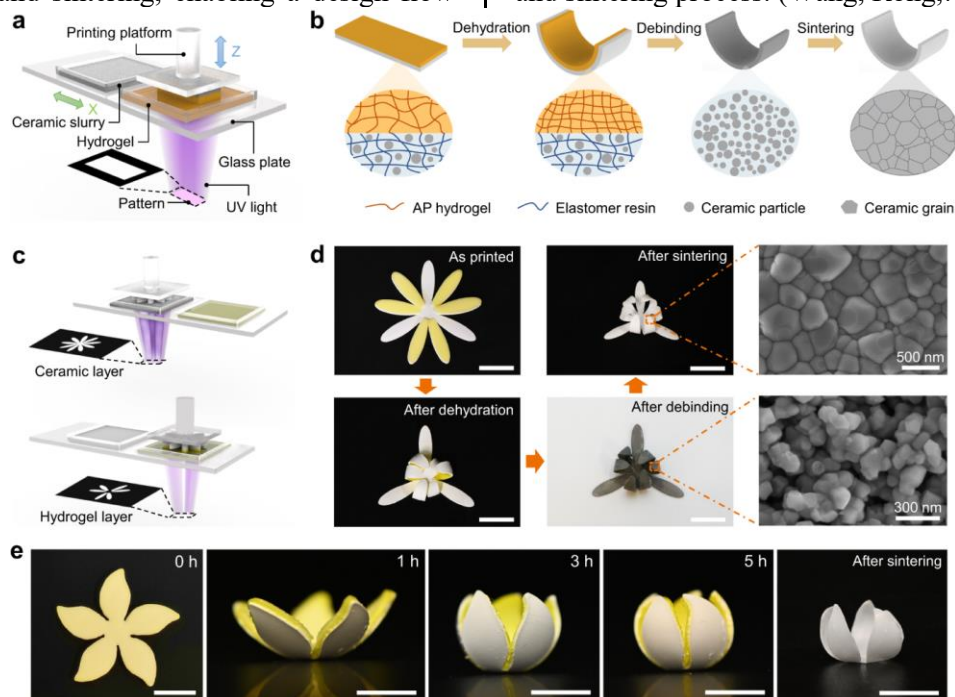 and sintering, enabling a design flow
and sintering process. (Wang, Rong,
a
Printing platform
Z
X
Ceramic slurry
Hydrogel
Glass plate
Pattern
UV light
b
Dehydration
Debinding
Sintering
AP hydrogel
Elastomer resin
Ceramic particle
Ceramic grain
c
Ceramic layer
Hydrogel layer
d
As printed
After sintering
500 nm
After dehydration
After debinding
300 nm
e
0 h
1 h
3 h
5 h
After sintering